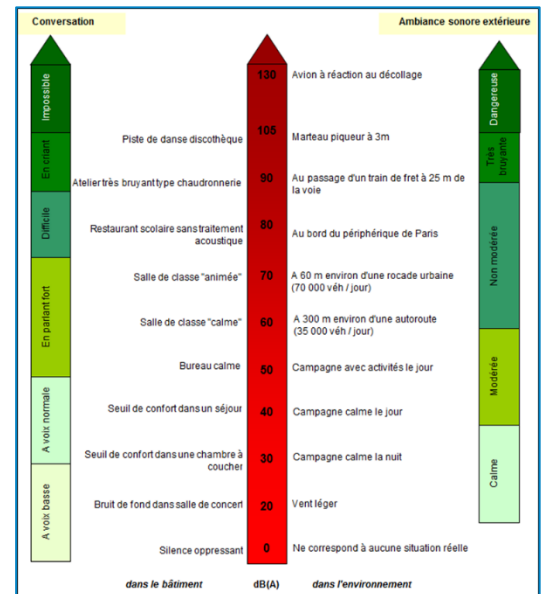 Conversation
Ambiance sonore extérieure
Impossible
En criant
Difficile
En parlant fort
A voix normale
A voix basse
130
Avion à réaction au décollage
Piste de danse discothèque
105
Marteau piqueur à 3m
Atelier très bruyant type chaudronnerie
90
Au passage d'un train de fret à 25 m de
la voie
Restaurant scolaire sans traitement
acoustique
80
Au bord du périphérique de Paris
Salle de classe "animée"
70
A 60 m environ d'une rocade urbaine
(70 000 véh / jour)
Salle de classe "calme"
60
A 300 m environ d'une autoroute
(35 000 véh / jour)
Bureau calme
50
Campagne avec activités le jour
Seuil de confort dans un séjour
40
Campagne calme le jour
Seuil de confort dans une chambre à
coucher
30
Campagne calme la nuit
Bruit de fond dans salle de concert
20
Vent léger
Silence oppressant
0
Ne correspond à aucune situation réelle
Dangereuse
Très
bruyante
Non modérée
Modérée
Calme
dans le bâtiment
dB(A)
dans l'environnement